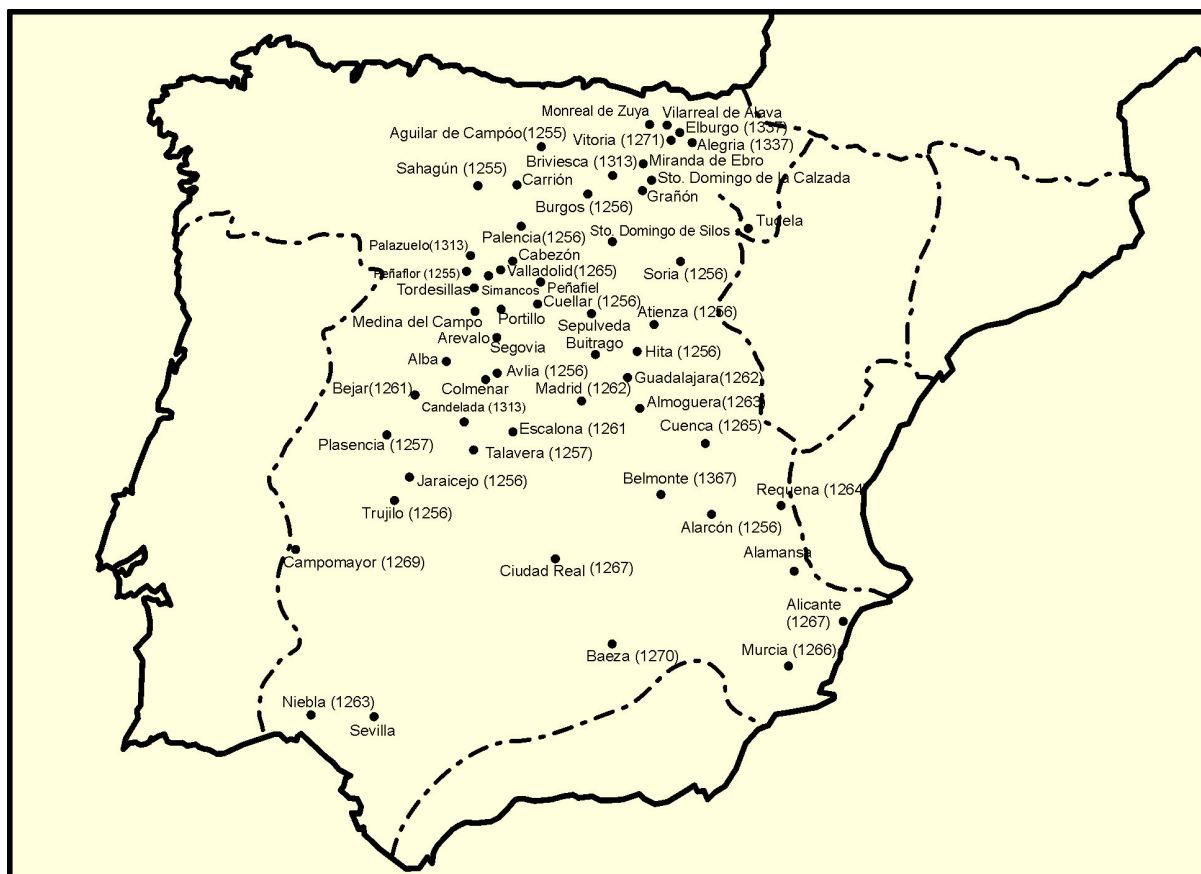 Monreal de Zuya
Vilarreal de Álava
Elburgo (1337)
Aguilar de Campóo(1255)
Vitoria (1271)
Alegria (1337)
Briviesca (1313)
Miranda de Ebro
Sahagún (1255)
Carrión
Sto. Domingo de la Calzada
Grañón
Burgos (1256)
Tudela
Palencia(1256)
Sto. Domingo de Silos
Palazuelo(1313)
Cabezón
Peñaflor (1255)
Valladolid(1265)
Soria (1256)
Tordesillas
Simancos
Peñafiel
Cuellar (1256)
Medina del Campo
Portillo
Sepulveda
Atienza (1256)
Arevalo
Segovia
Buitrago
Hita (1256)
Alba
Avlia (1256)
Guadalajara(1262)
Bejar(1261)
Colmenar
Madrid (1262)
Almoguera(1263)
Candelada (1313)
Escalona (1261
Cuenca (1265)
Plasencia (1257)
Talavera (1257)
Jaraicejo (1256)
Belmonte (1367)
Requena (1264)
Trujilo (1256)
Alarcón (1256)
Campomayor (1269)
Ciudad Real (1267)
Alamansa
Alicante
(1267)
Baeza (1270)
Murcia (1266)
Niebla (1263)
Sevilla